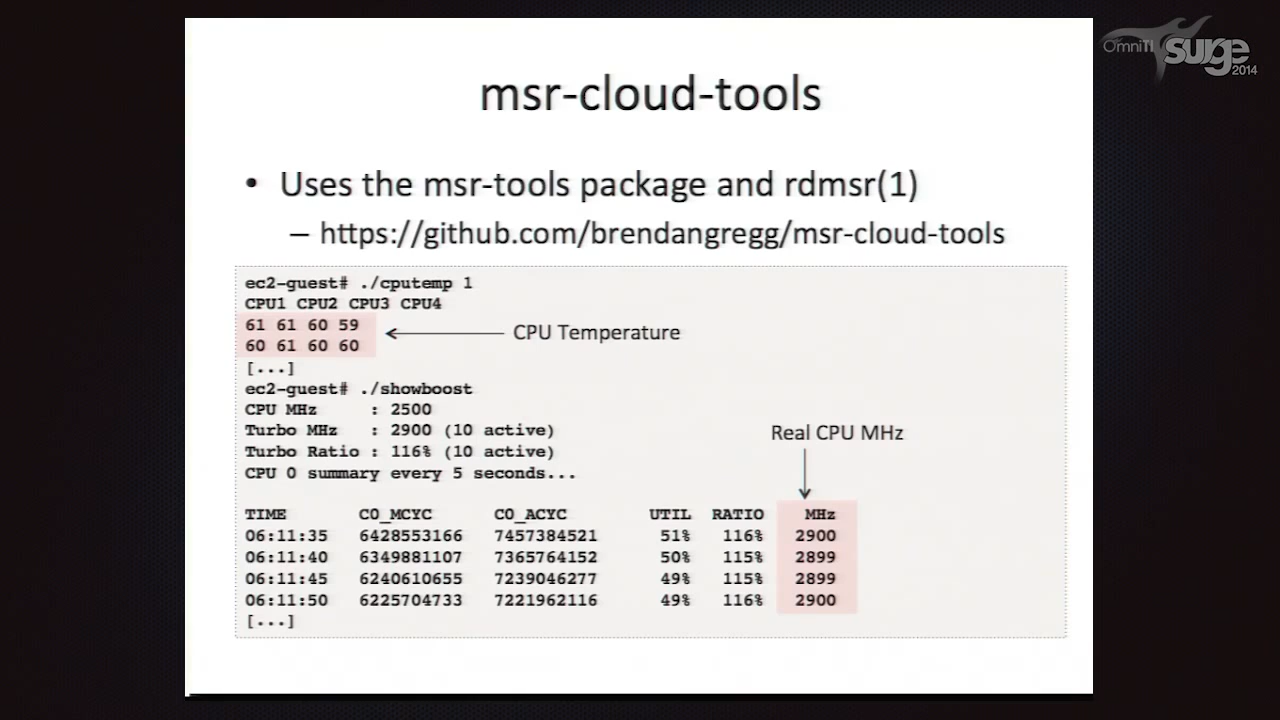 OmniTI surge 2014
msr-cloud-tools
• Uses the msr-tools package and rdmsr(1)
– https://github.com/brendangregg/msr-cloud-tools
ec2-guest# ./cputemp 1
CPU1 CPU2 CPU3 CPU4
61 61 60 59
60 61 60 60
CPU Temperature
[...]
ec2-guest# ./showboost
CPU MHz : 2500
Turbo MHz : 2900 (10 active)
Turbo Ratio : 116% (10 active)
CPU 0 summary every 5 seconds...
Real CPU MHz
TIME C0_MCYC C0_ACYC UTIL RATIO MHz
06:11:35 6428553166 7457384521 51% 116% 2900
06:11:40 6349881107 7365764152 50% 115% 2899
06:11:45 6240610655 7239046277 49% 115% 2899
06:11:50 6225704733 7221962116 49% 116% 2900
[...]